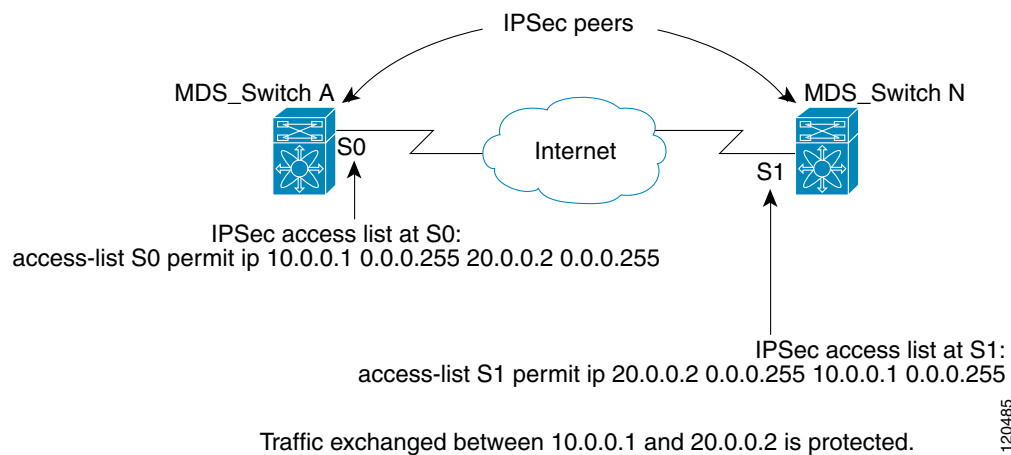 IPSec peers
MDS_Switch A
MDS_Switch N
S0
Internet
S1
IPSec access list at S0:
access-list S0 permit ip 10.0.0.1 0.0.0.255 20.0.0.2 0.0.0.255
IPSec access list at S1:
access-list S1 permit ip 20.0.0.2 0.0.0.255 10.0.0.1 0.0.0.255
120485
Traffic exchanged between 10.0.0.1 and 20.0.0.2 is protected.